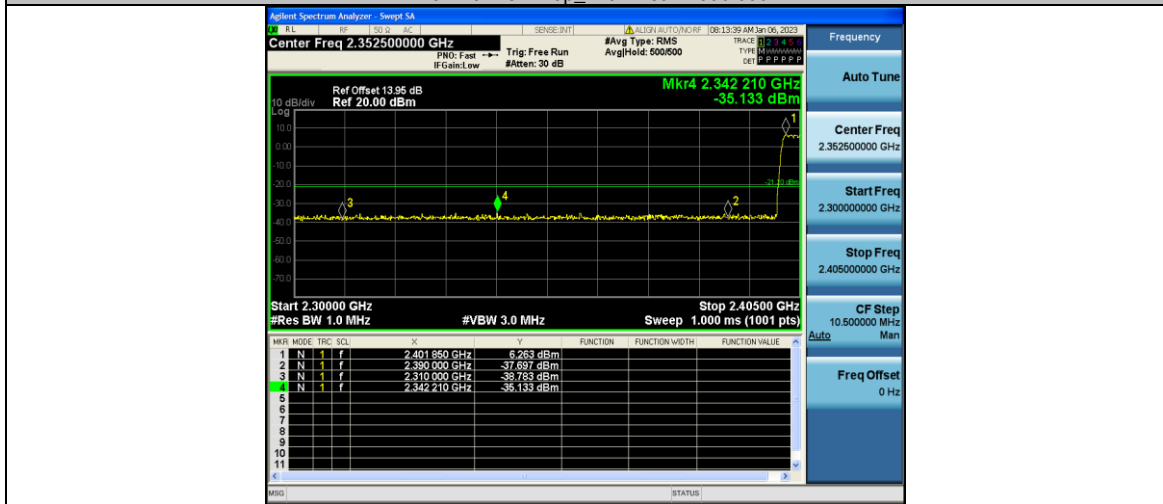 Agilent Spectrum Analyzer - Swept SA
RL RF 50 Ω AC SENSE:INT ALIGN AUTO/NO RF 08:13:39 AM Jan 06, 2023
Center Freq 2.352500000 GHz
PNO: Fast
IFGain:Low
Trig: Free Run
#Atten: 30 dB
#Avg Type: RMS
Avg|Hold: 500/500
TRACE 1 2 3 4 5 6
TYPE M
DET P P P P P P
Frequency
Auto Tune
Center Freq
2.352500000 GHz
Start Freq
2.300000000 GHz
Stop Freq
2.405000000 GHz
CF Step
10.500000 MHz
Auto Man
Freq Offset
0 Hz
Mkr4 2.342 210 GHz
-35.133 dBm
Ref Offset 13.95 dB
10 dB/div Ref 20.00 dBm
Log
10.0
0.00
-10.0
-20.0
-30.0
-40.0
-50.0
-60.0
-70.0
1
2
3
4
Start 2.30000 GHz Stop 2.40500 GHz
#Res BW 1.0 MHz #VBW 3.0 MHz Sweep 1.000 ms (1001 pts)
MKR MODE TRC SCL X Y FUNCTION FUNCTION WIDTH FUNCTION VALUE
1 N 1 f 2.401 850 GHz 6.263 dBm
2 N 1 f 2.390 000 GHz -37.697 dBm
3 N 1 f 2.310 000 GHz -38.783 dBm
4 N 1 f 2.342 210 GHz -35.133 dBm
5
6
7
8
9
10
11
MSG STATUS